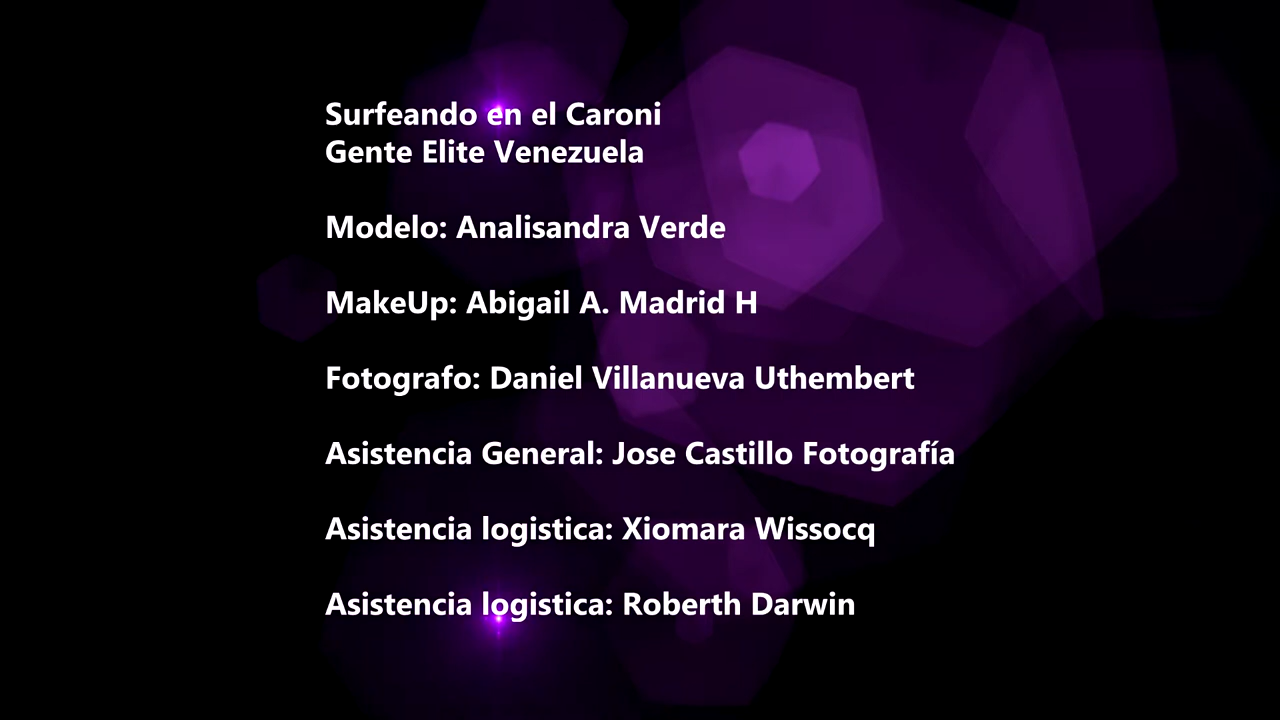 Surfeando en el Caroni
Gente Elite Venezuela
Modelo: Analisandra Verde
MakeUp: Abigail A. Madrid H
Fotografo: Daniel Villanueva Uthembert
Asistencia General: Jose Castillo Fotografía
Asistencia logistica: Xiomara Wissocq
Asistencia logistica: Roberth Darwin